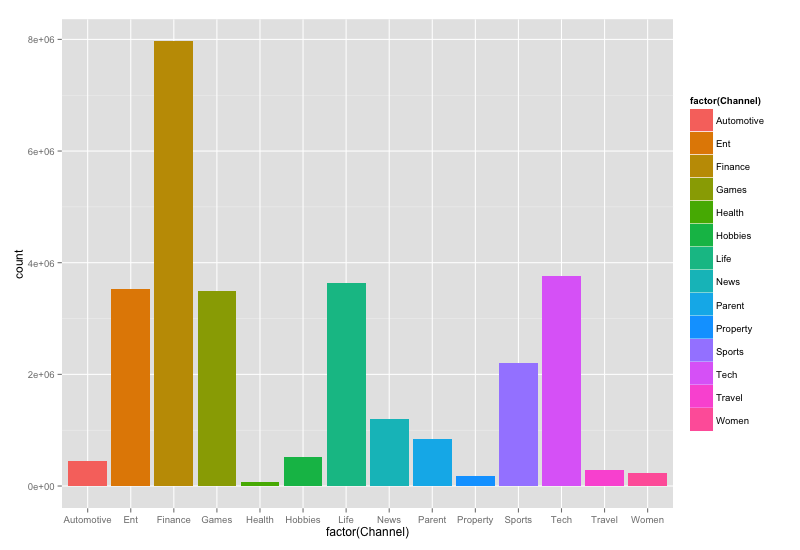 8e+06
6e+06
4e+06
2e+06
0e+00
count
Automotive Ent Finance Games Health Hobbies Life News Parent Property Sports Tech Travel Women
factor(Channel)
factor(Channel)
Automotive
Ent
Finance
Games
Health
Hobbies
Life
News
Parent
Property
Sports
Tech
Travel
Women